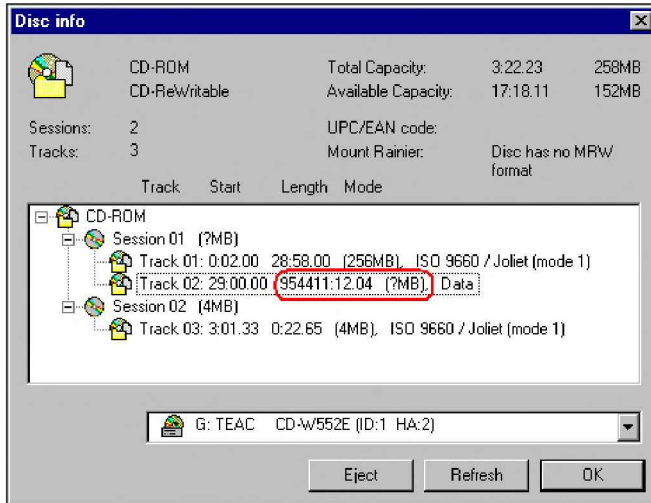 Disc info
CD-ROM Total Capacity: 3:22.23 258MB
CD-ReWritable Available Capacity: 17:18.11 152MB
Sessions: 2 UPC/EAN code:
Tracks: 3 Mount Rainier: Disc has no MRW
format
Track Start Length Mode
CD-ROM
Session 01 (?MB)
Track 01: 0:02.00 28:58.00 (256MB), ISO 9660 / Joliet (mode 1)
Track 02: 29:00.00 954411:12.04 (?MB), Data
Session 02 (4MB)
Track 03: 3:01.33 0:22.65 (4MB), ISO 9660 / Joliet (mode 1)
G: TEAC CD-W552E (ID:1 HA:2)
Eject Refresh OK